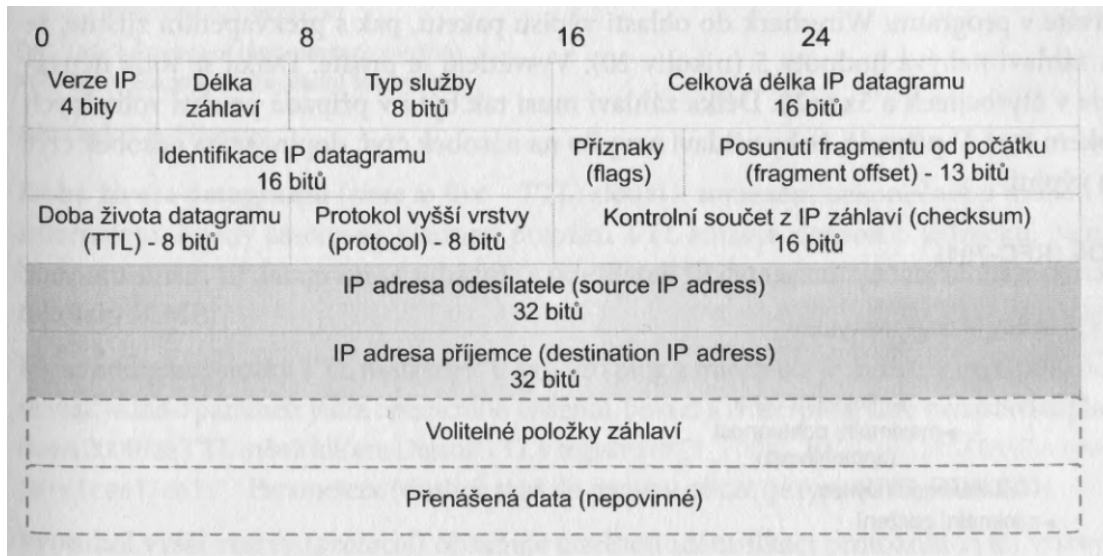 0 8 16 24
Verze IP
4 bity
Délka
záhlaví
Typ služby
8 bitů
Celková délka IP datagramu
16 bitů
Identifikace IP datagramu
16 bitů
Příznaky
(flags)
Posunutí fragmentu od počátku
(fragment offset) - 13 bitů
Doba života datagramu
(TTL) - 8 bitů
Protokol vyšší vrstvy
(protocol) - 8 bitů
Kontrolní součet z IP záhlaví (checksum)
16 bitů
IP adresa odesílatele (source IP adress)
32 bitů
IP adresa příjemce (destination IP adress)
32 bitů
Volitelné položky záhlaví
Přenášená data (nepovinné)